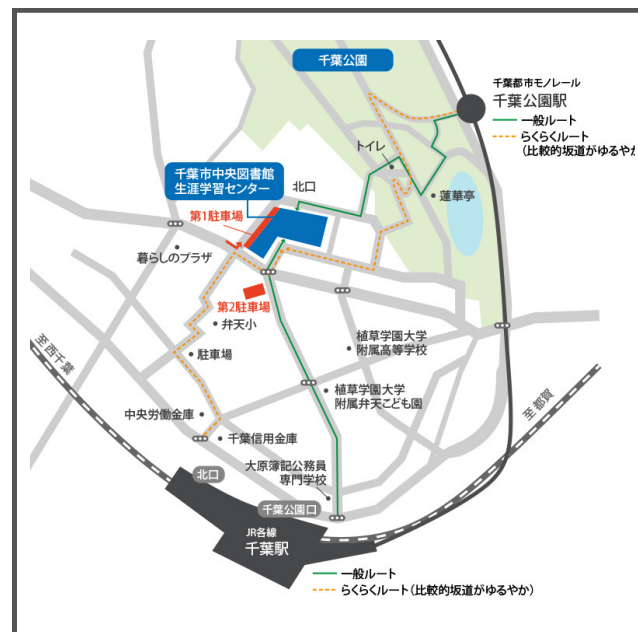 千葉公園
千葉都市モノレール
千葉公園駅
一般ルート
らくらくルート
(比較的坂道がゆるやか
トイレ
千葉市中央図書館
生涯学習センター
北口
蓮華亭
第1駐車場
暮らしのプラザ
第2駐車場
弁天小
植草学園大学
附属高等学校
至西千葉
駐車場
植草学園大学
附属弁天こども園
至都賀
中央労働金庫
千葉信用金庫
大原簿記公務員
専門学校
北口
千葉公園口
JR各線
千葉駅
一般ルート
らくらくルート(比較的坂道がゆるやか)